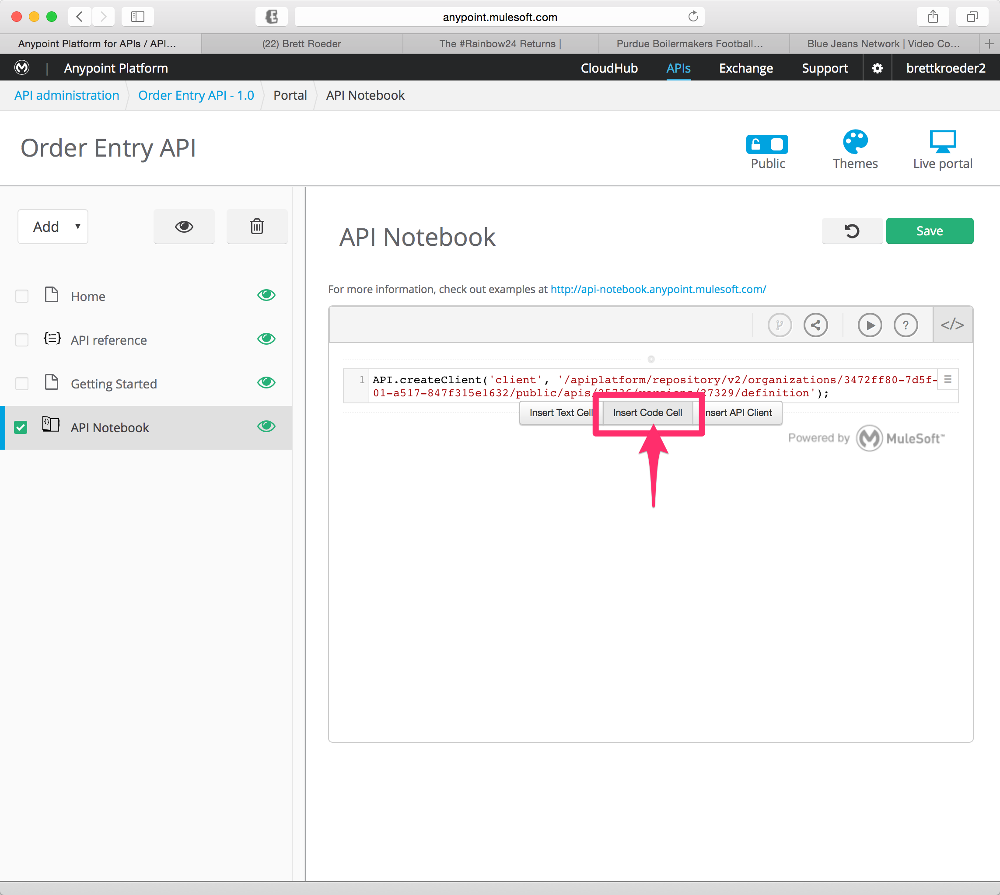 anypoint.mulesoft.com
Anypoint Platform for APIs / API...
(22) Brett Roeder
The #Rainbow24 Returns |
Purdue Boilermakers Football...
Blue Jeans Network | Video Co...
Anypoint Platform
CloudHub
APIs
Exchange
Support
brettkroeder2
API administration
Order Entry API - 1.0
Portal
API Notebook
Order Entry API
Public
Themes
Live portal
Add
Home
API reference
Getting Started
API Notebook
API Notebook
Save
For more information, check out examples at http://api-notebook.anypoint.mulesoft.com/
? </>
1 API.createClient('client', '/apiplatform/repository/v2/organizations/3472ff80-7d5f-
01-a517-847f315e1632/public/apis/25736/versions/27329/definition');
Insert Text Cell
Insert Code Cell
nsert API Client
Powered by MuleSoft™